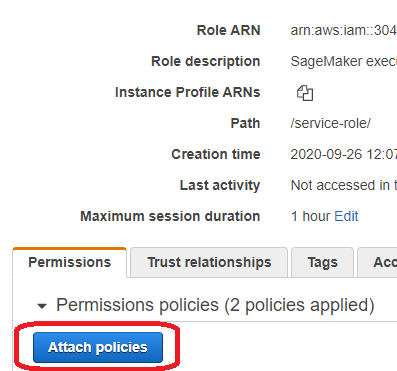 Role ARN arn:aws:iam::304
Role description SageMaker exec
Instance Profile ARNs
Path /service-role/
Creation time 2020-09-26 12:07
Last activity Not accessed in t
Maximum session duration 1 hour Edit
Permissions Trust relationships Tags Acc
Permissions policies (2 policies applied)
Attach policies